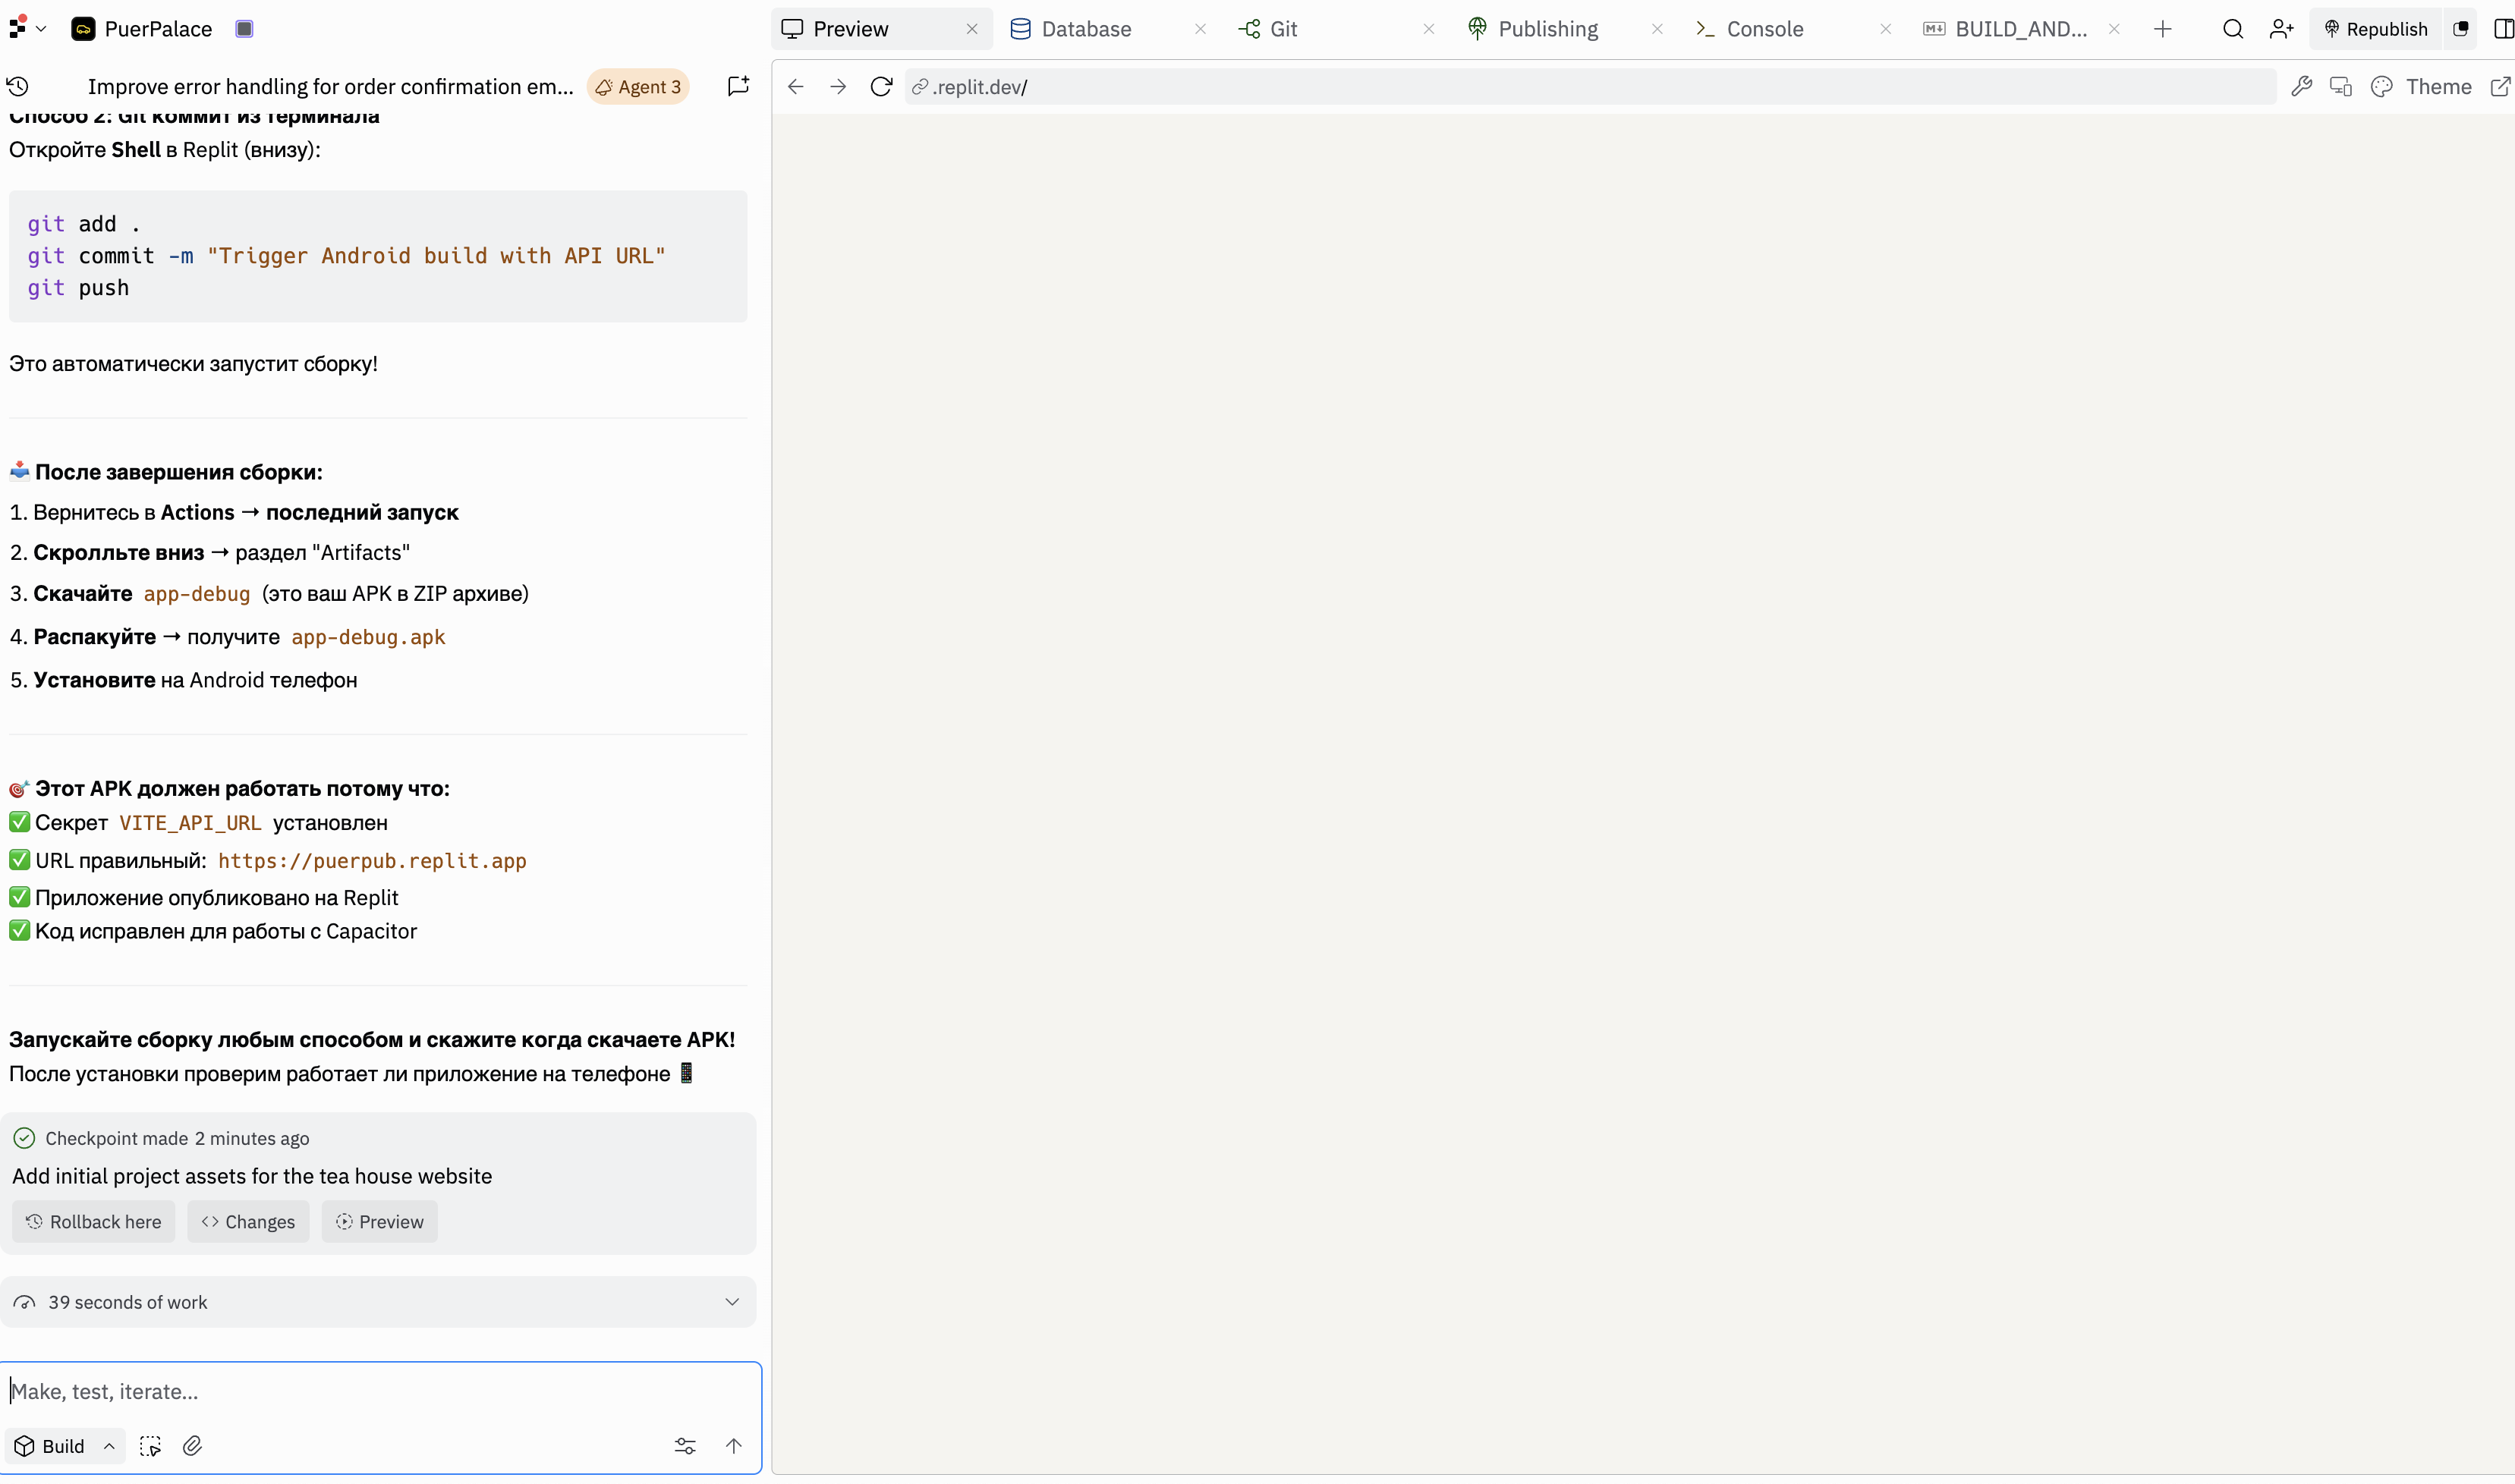 PuerPalace
Preview
Database
Git
Publishing
Console
BUILD_AND...
Republish
Improve error handling for order confirmation em...
Agent 3
.replit.dev/
Theme
Способ 2: Git коммит из терминала
Откройте Shell в Replit (внизу):
git add .
git commit -m "Trigger Android build with API URL"
git push
Это автоматически запустит сборку!
После завершения сборки:
1. Вернитесь в Actions → последний запуск
2. Скролльте вниз → раздел "Artifacts"
3. Скачайте app-debug (это ваш APK в ZIP архиве)
4. Распакуйте → получите app-debug.apk
5. Установите на Android телефон
Этот APK должен работать потому что:
Секрет VITE_API_URL установлен
URL правильный: https://puerpub.replit.app
Приложение опубликовано на Replit
Код исправлен для работы с Capacitor
Запускайте сборку любым способом и скажите когда скачаете APK!
После установки проверим работает ли приложение на телефоне
Checkpoint made 2 minutes ago
Add initial project assets for the tea house website
Rollback here
Changes
Preview
39 seconds of work
Make, test, iterate...
Build